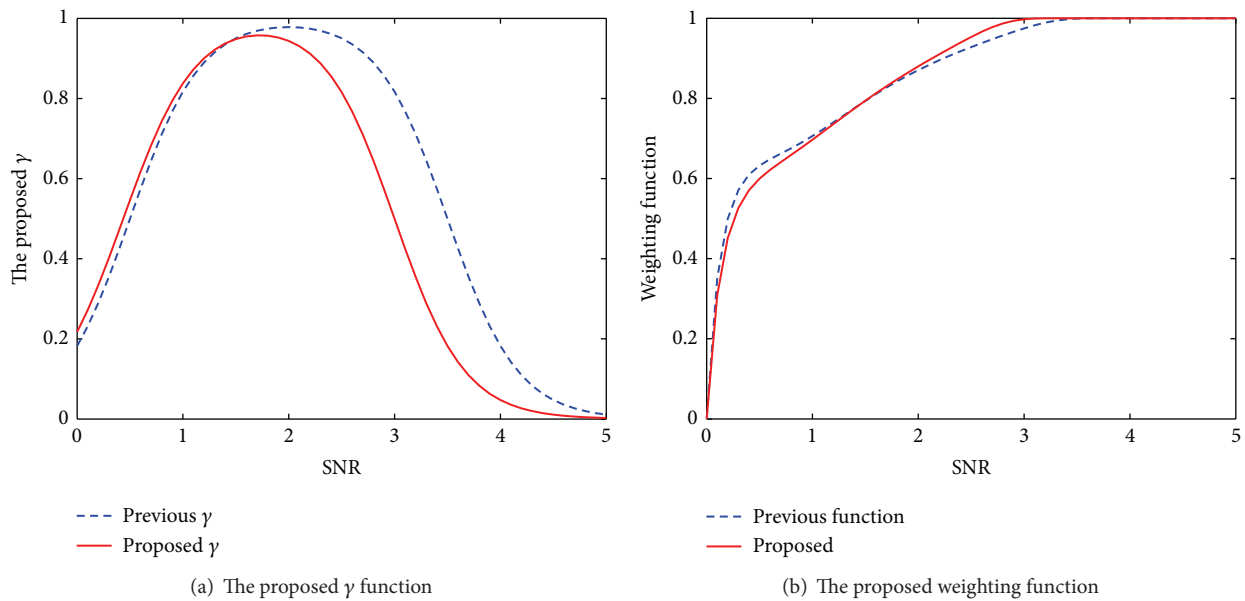 1
0.8
0.6
0.4
0.2
0
The proposed γ
0 1 2 3 4 5
SNR
Previous γ
Proposed γ
(a) The proposed γ function
1
0.8
0.6
0.4
0.2
0
Weighting function
0 1 2 3 4 5
SNR
Previous function
Proposed
(b) The proposed weighting function